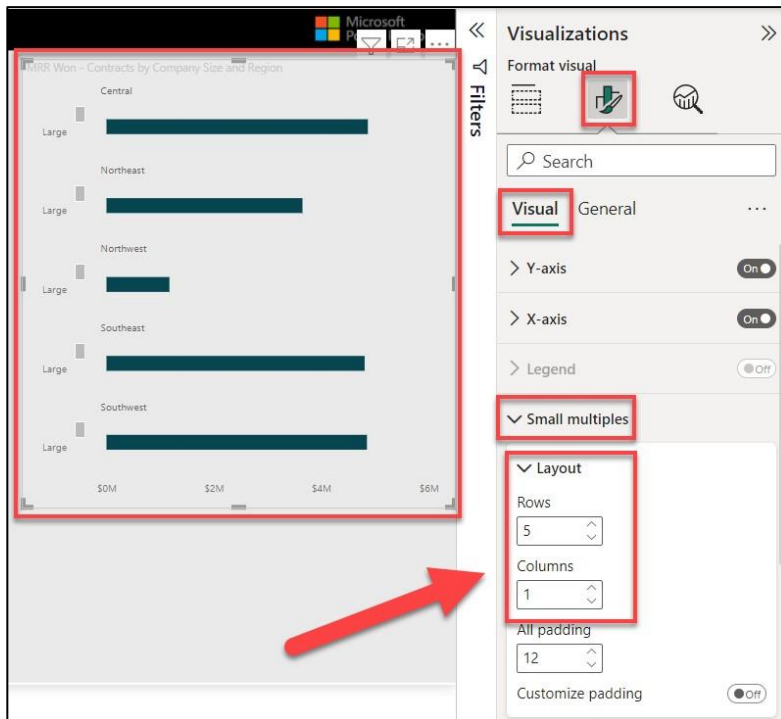 Microsoft
MRR Won - Contracts by Company Size and Region
Central
Large
Northeast
Large
Northwest
Large
Southeast
Large
Southwest
Large
$0M $2M $4M $6M
Filters
Visualizations
Format visual
Search
Visual General
Y-axis On
X-axis On
Legend Off
Small multiples
Layout
Rows
5
Columns
1
All padding
12
Customize padding Off